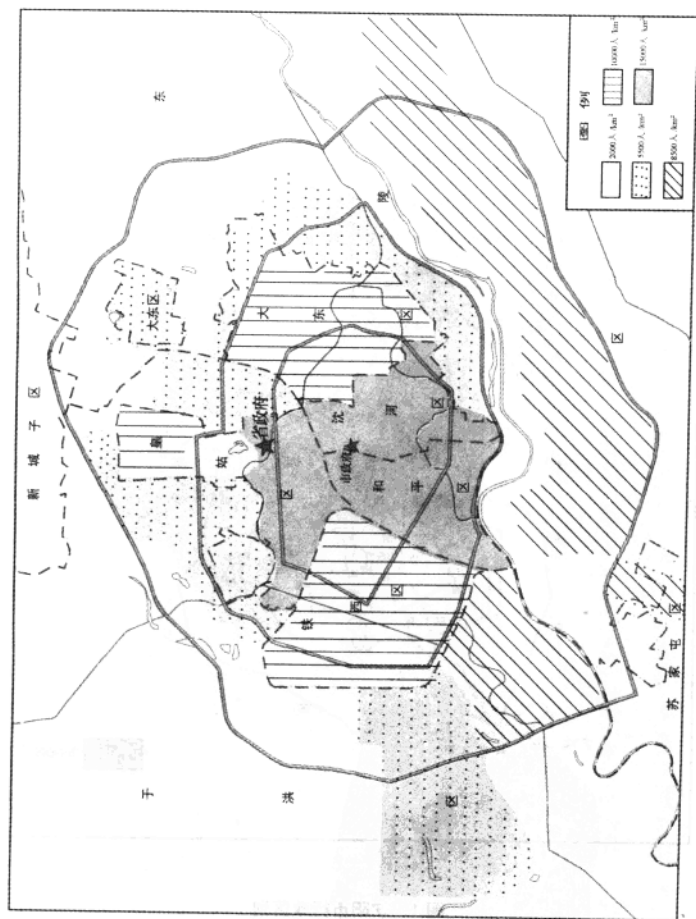 东
新城子区
大东区
陵
大东区
皇
省政府
姑
沈河区
市政府
区
和平区
铁西区
区
苏家屯区
于洪区
图例
2000人/km²
5500人/km²
8500人/km²
10000人/km²
15000人/km²